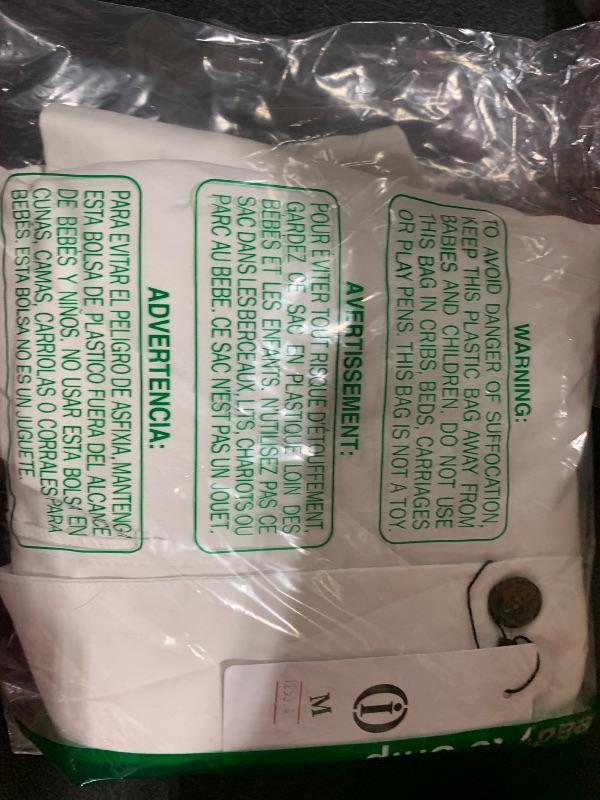 WARNING:
TO AVOID DANGER OF SUFFOCATION,
KEEP THIS PLASTIC BAG AWAY FROM
BABIES AND CHILDREN. DO NOT USE
THIS BAG IN CRIBS, BEDS, CARRIAGES
OR PLAY PENS. THIS BAG IS NOT A TOY.
AVERTISSEMENT:
POUR EVITER TOUT RISQUE DÉTOUFFEMENT,
GARDEZ CE SAC EN PLASTIQUE LOIN DES
BEBES ET LES ENFANTS. N'UTILISEZ PAS CE
SAC DANS LES BERCEAUX. LITS, CHARIOTS OU
PARC AU BEBE. CE SAC N'EST PAS UN JOUET.
ADVERTENCIA:
PARA EVITAR EL PELIGRO DE ASFIXIA, MANTENGA
ESTA BOLSA DE PLASTICO FUERA DEL ALCANCE
DE BEBES Y NIÑOS. NO USAR ESTA BOLSA EN
CUNAS, CAMAS, CARRIOLAS O CORRALES PARA
BEBES. ESTA BOLSA NO ES UN JUGUETE.
M